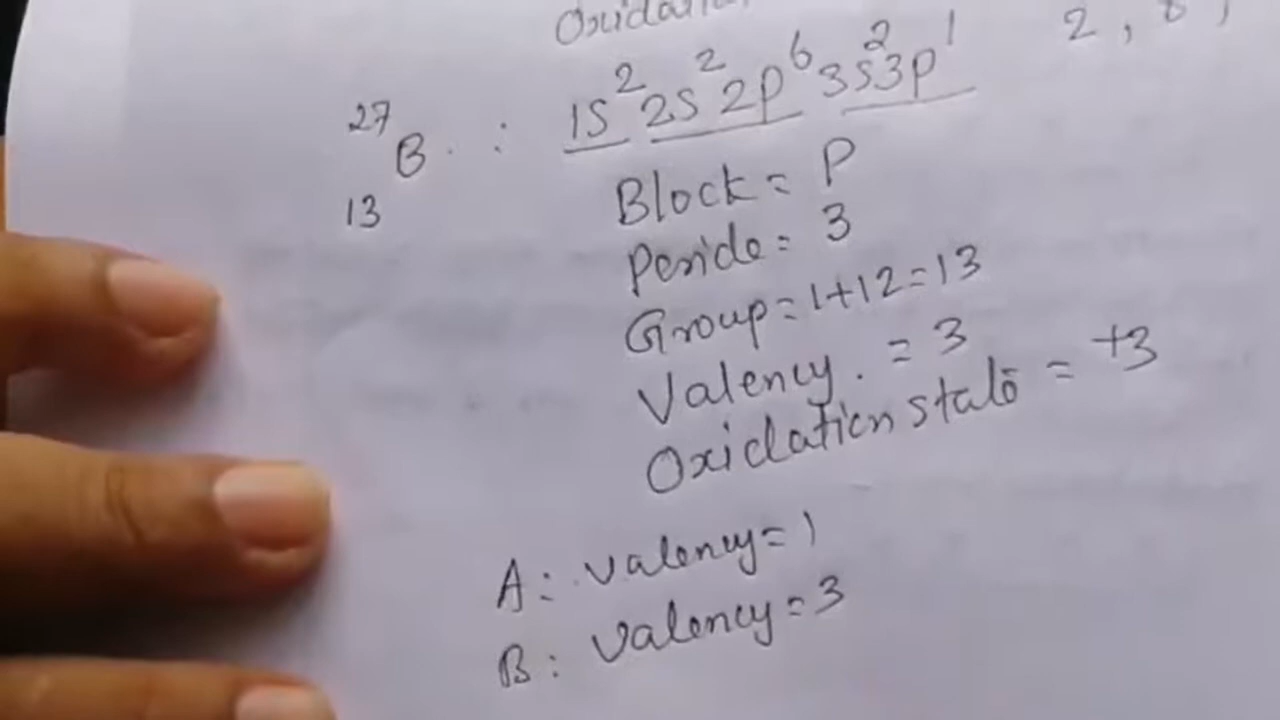 Oxidation
1s² 2s² 2p⁶ 3s² 3p¹ 2, 8,
²⁷
B :
₁₃
Block = P
Peride = 3
Group = 1+12=13
Valency . = 3
Oxidation state = +3
A: valency = 1
B: valency = 3